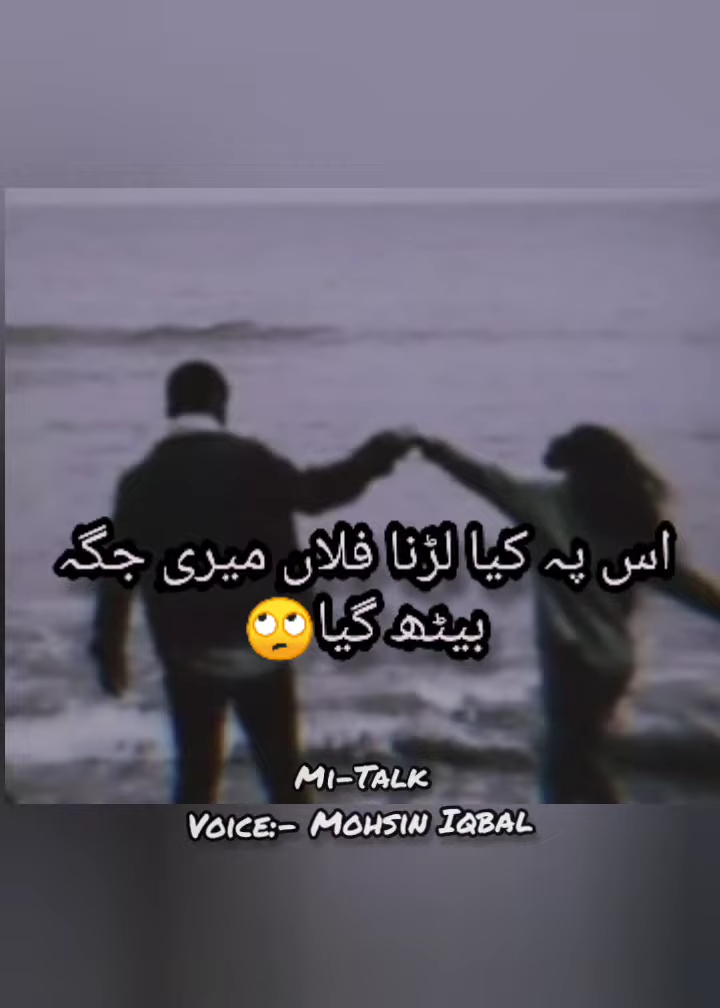 اس پہ کیا لڑنا فلاں میری جگہ
بیٹھ گیا🙄
Mi-Talk
Voice:- Mohsin Iqbal